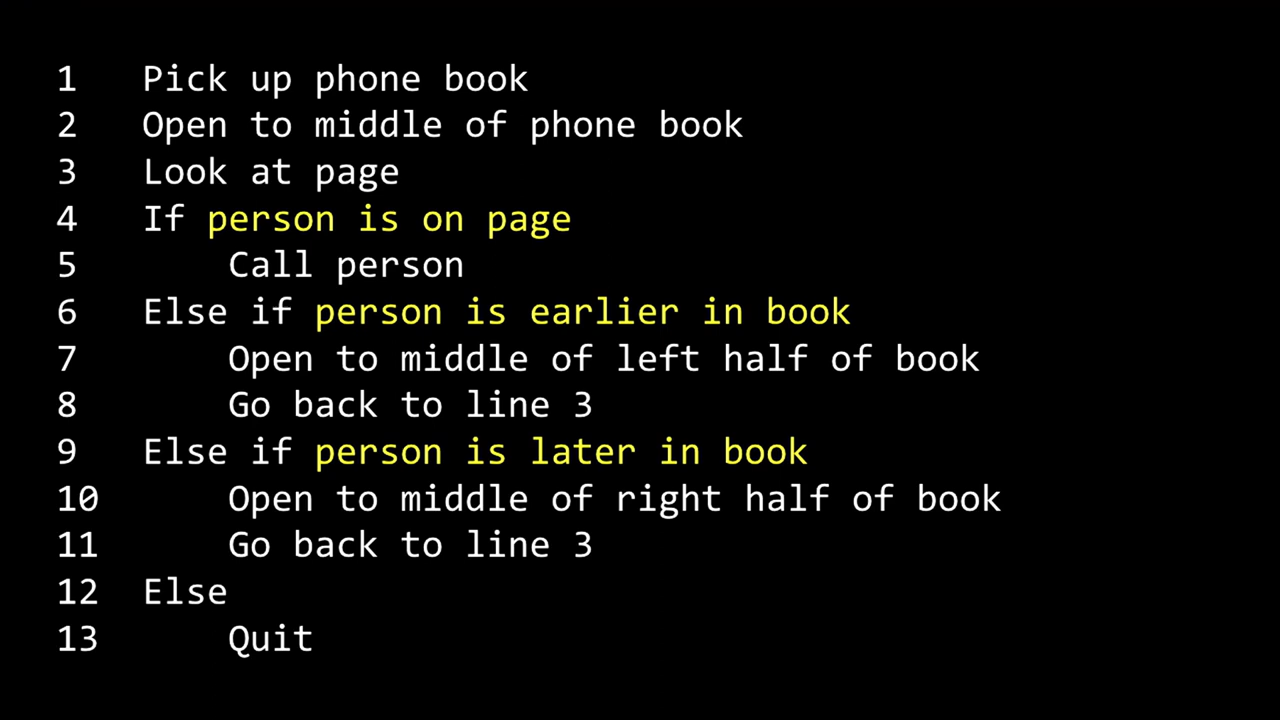 1 Pick up phone book
2 Open to middle of phone book
3 Look at page
4 If person is on page
5 Call person
6 Else if person is earlier in book
7 Open to middle of left half of book
8 Go back to line 3
9 Else if person is later in book
10 Open to middle of right half of book
11 Go back to line 3
12 Else
13 Quit